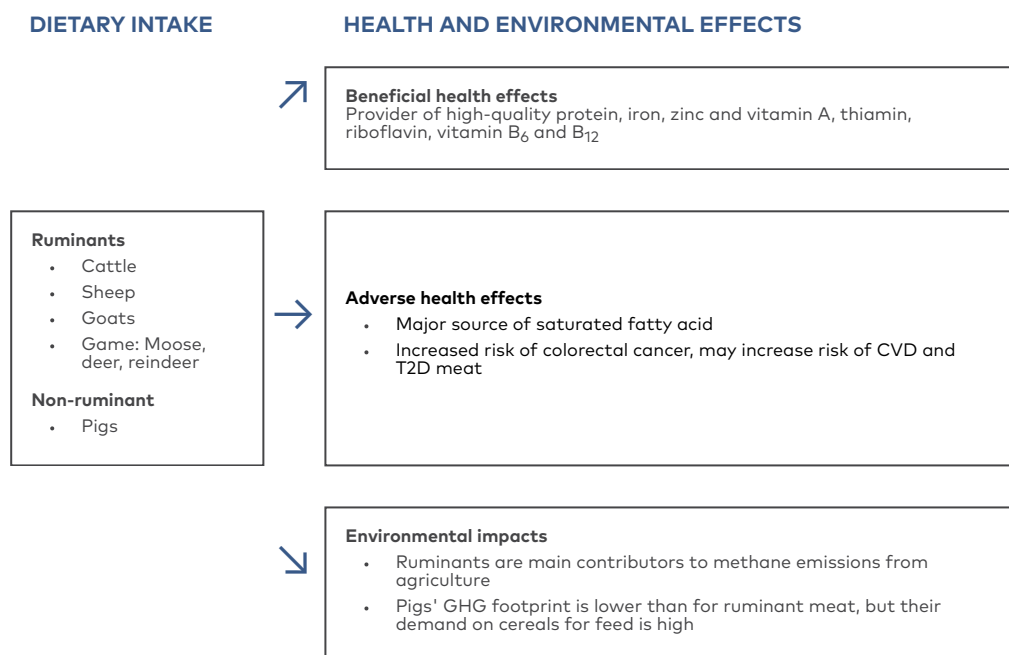 DIETARY INTAKE
HEALTH AND ENVIRONMENTAL EFFECTS
Beneficial health effects
Provider of high-quality protein, iron, zinc and vitamin A, thiamin,
riboflavin, vitamin B6 and B12
Ruminants
• Cattle
• Sheep
• Goats
• Game: Moose,
deer, reindeer
Non-ruminant
• Pigs
Adverse health effects
• Major source of saturated fatty acid
• Increased risk of colorectal cancer, may increase risk of CVD and
T2D meat
Environmental impacts
• Ruminants are main contributors to methane emissions from
agriculture
• Pigs' GHG footprint is lower than for ruminant meat, but their
demand on cereals for feed is high